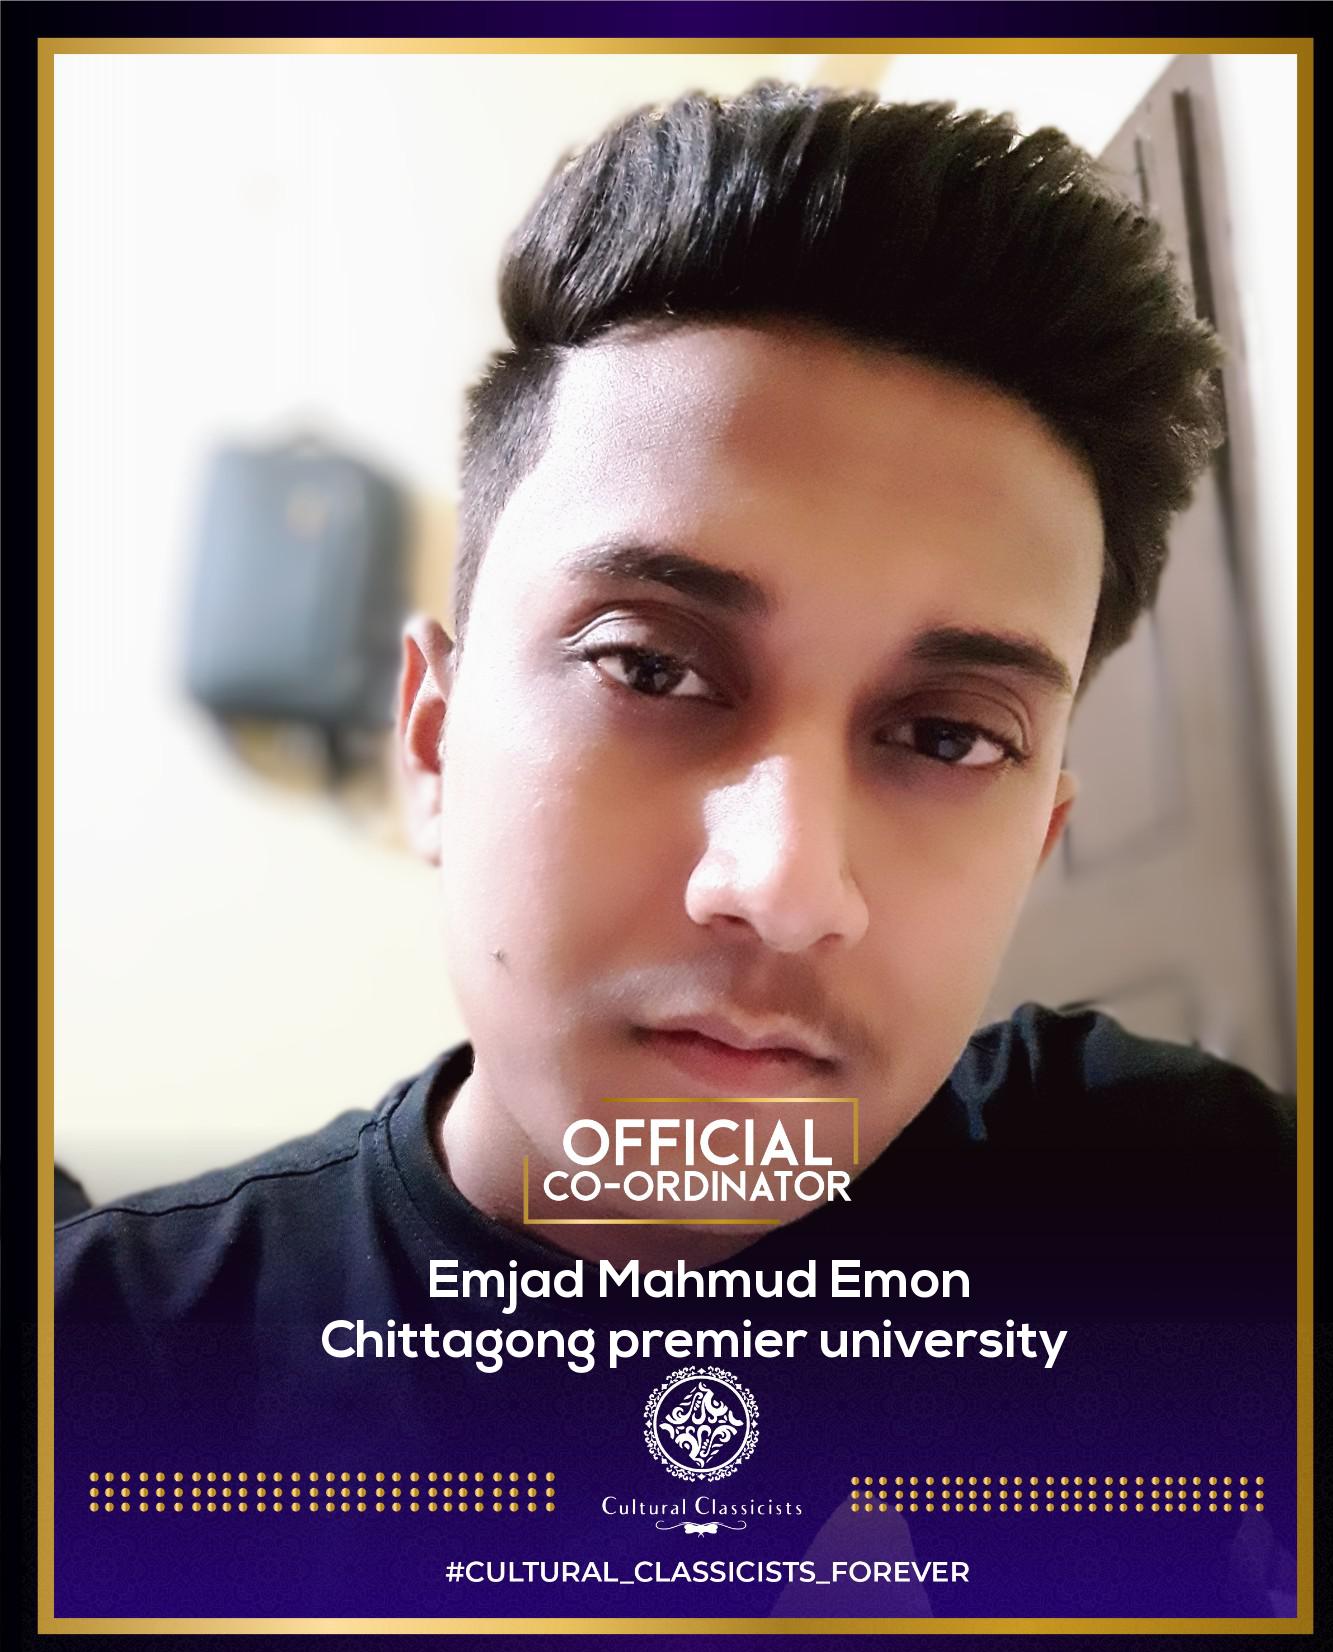 OFFICIAL
CO-ORDINATOR
Emjad Mahmud Emon
Chittagong premier university
Cultural Classicists
#CULTURAL_CLASSICISTS_FOREVER